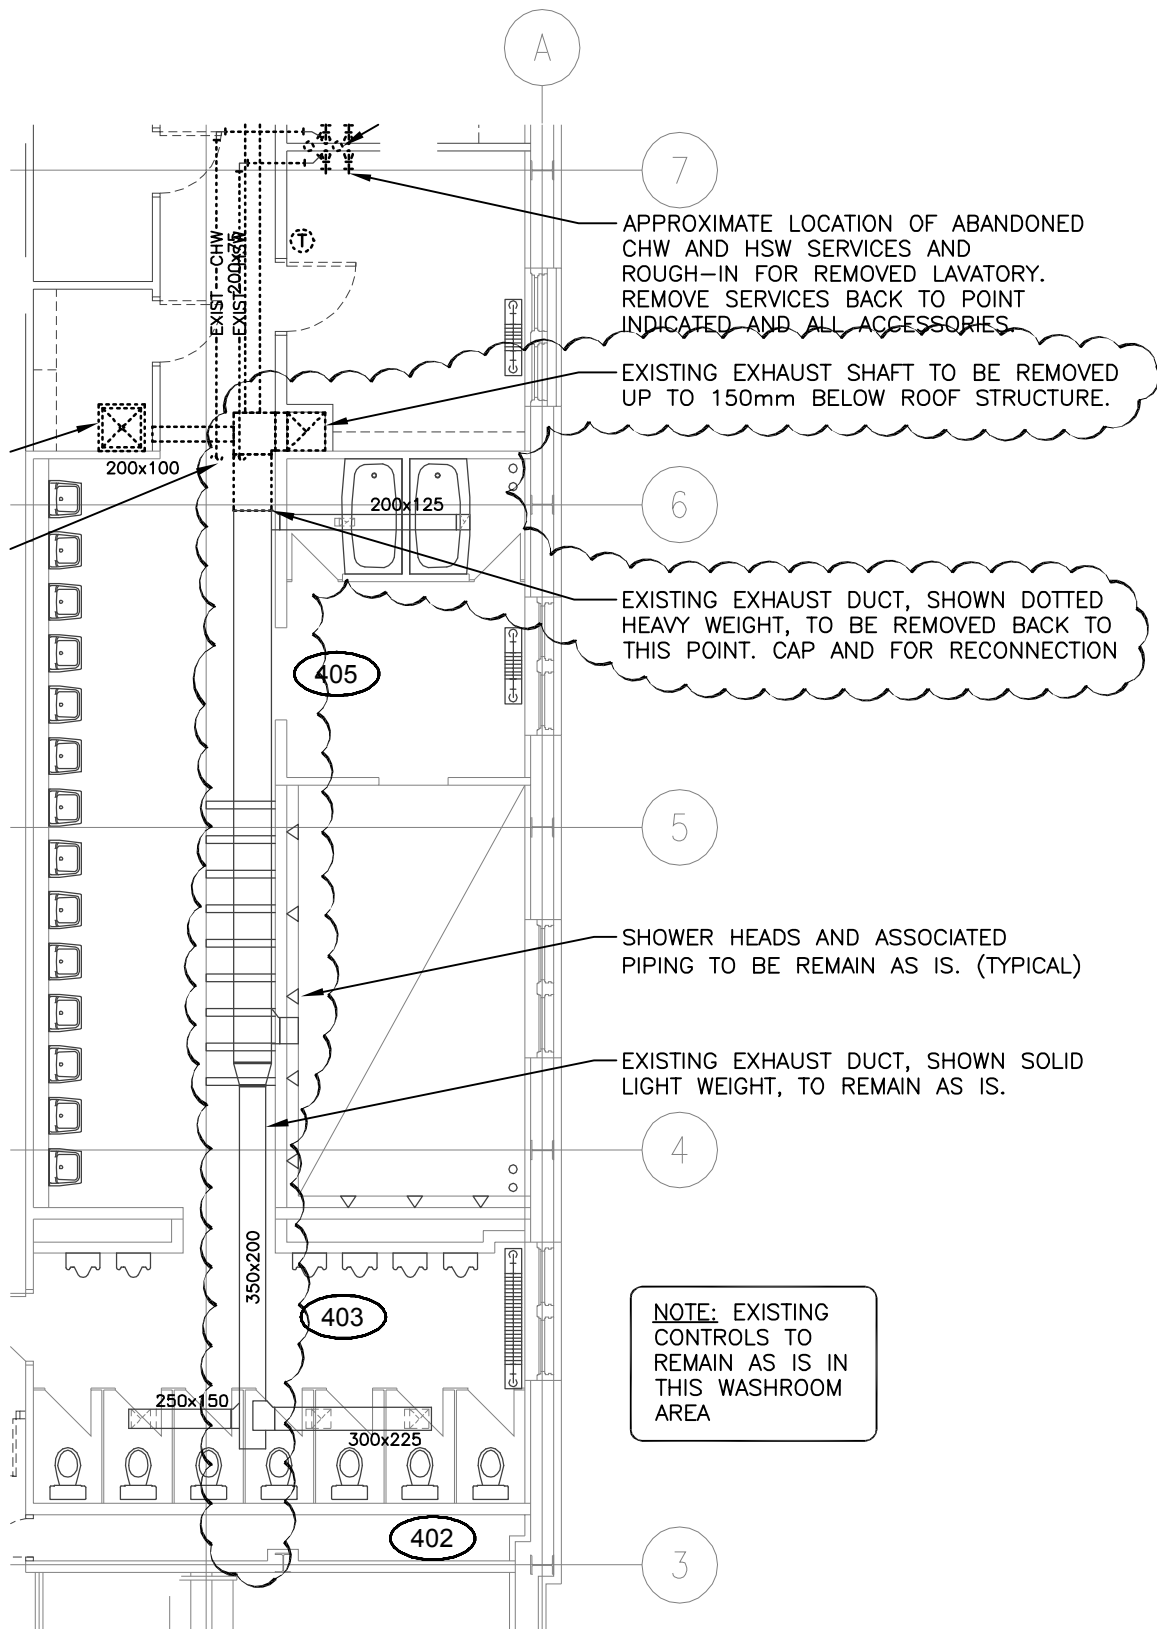 A
7
APPROXIMATE LOCATION OF ABANDONED
CHW AND HSW SERVICES AND
ROUGH-IN FOR REMOVED LAVATORY.
REMOVE SERVICES BACK TO POINT
INDICATED AND ALL ACCESSORIES.
T
EXIST-CHW
EXIST-HSW
200x75
EXISTING EXHAUST SHAFT TO BE REMOVED
UP TO 150mm BELOW ROOF STRUCTURE.
200x100
200x125
6
EXISTING EXHAUST DUCT, SHOWN DOTTED
HEAVY WEIGHT, TO BE REMOVED BACK TO
THIS POINT. CAP AND FOR RECONNECTION
405
5
SHOWER HEADS AND ASSOCIATED
PIPING TO BE REMAIN AS IS. (TYPICAL)
EXISTING EXHAUST DUCT, SHOWN SOLID
LIGHT WEIGHT, TO REMAIN AS IS.
4
350x200
403
NOTE: EXISTING
CONTROLS TO
REMAIN AS IS IN
THIS WASHROOM
AREA
250x150
300x225
402
3